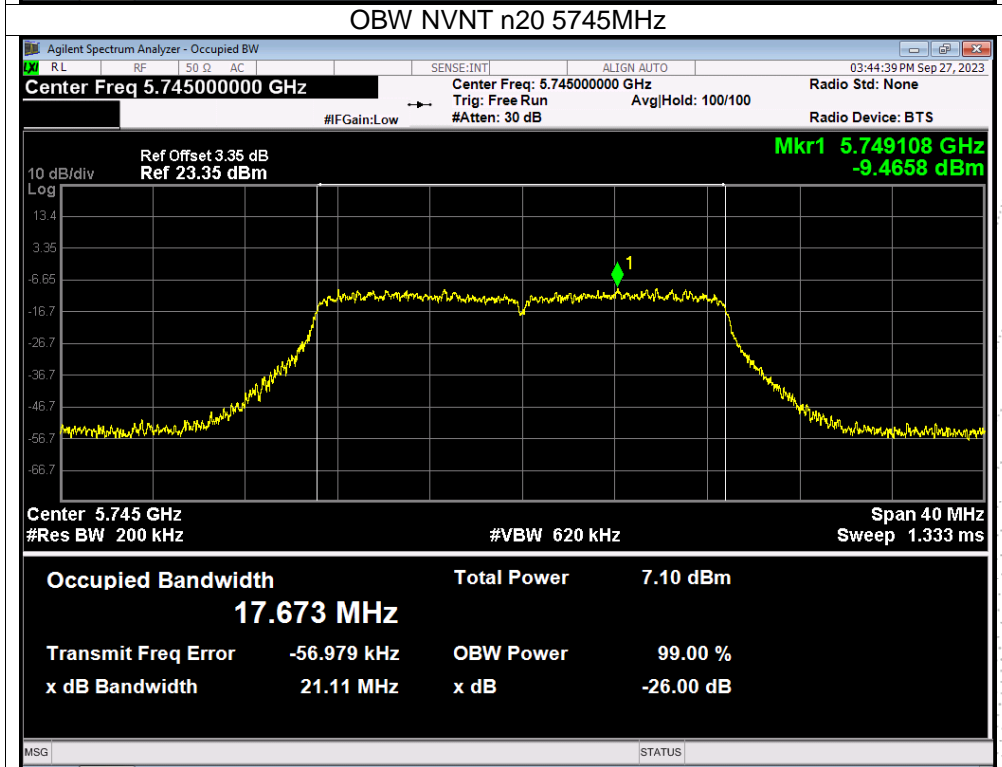 OBW NVNT n20 5745MHz
Agilent Spectrum Analyzer - Occupied BW
LXI RL RF 50 Ω AC SENSE:INT ALIGN AUTO 03:44:39 PM Sep 27, 2023
Center Freq 5.745000000 GHz Center Freq: 5.745000000 GHz Radio Std: None
Trig: Free Run Avg|Hold: 100/100
#IFGain:Low #Atten: 30 dB Radio Device: BTS
Mkr1 5.749108 GHz
-9.4658 dBm
Ref Offset 3.35 dB
10 dB/div Ref 23.35 dBm
Log
13.4
3.35
-6.65
-16.7
-26.7
-36.7
-46.7
-56.7
-66.7
1
Center 5.745 GHz Span 40 MHz
#Res BW 200 kHz #VBW 620 kHz Sweep 1.333 ms
Occupied Bandwidth Total Power 7.10 dBm
17.673 MHz
Transmit Freq Error -56.979 kHz OBW Power 99.00 %
x dB Bandwidth 21.11 MHz x dB -26.00 dB
MSG STATUS